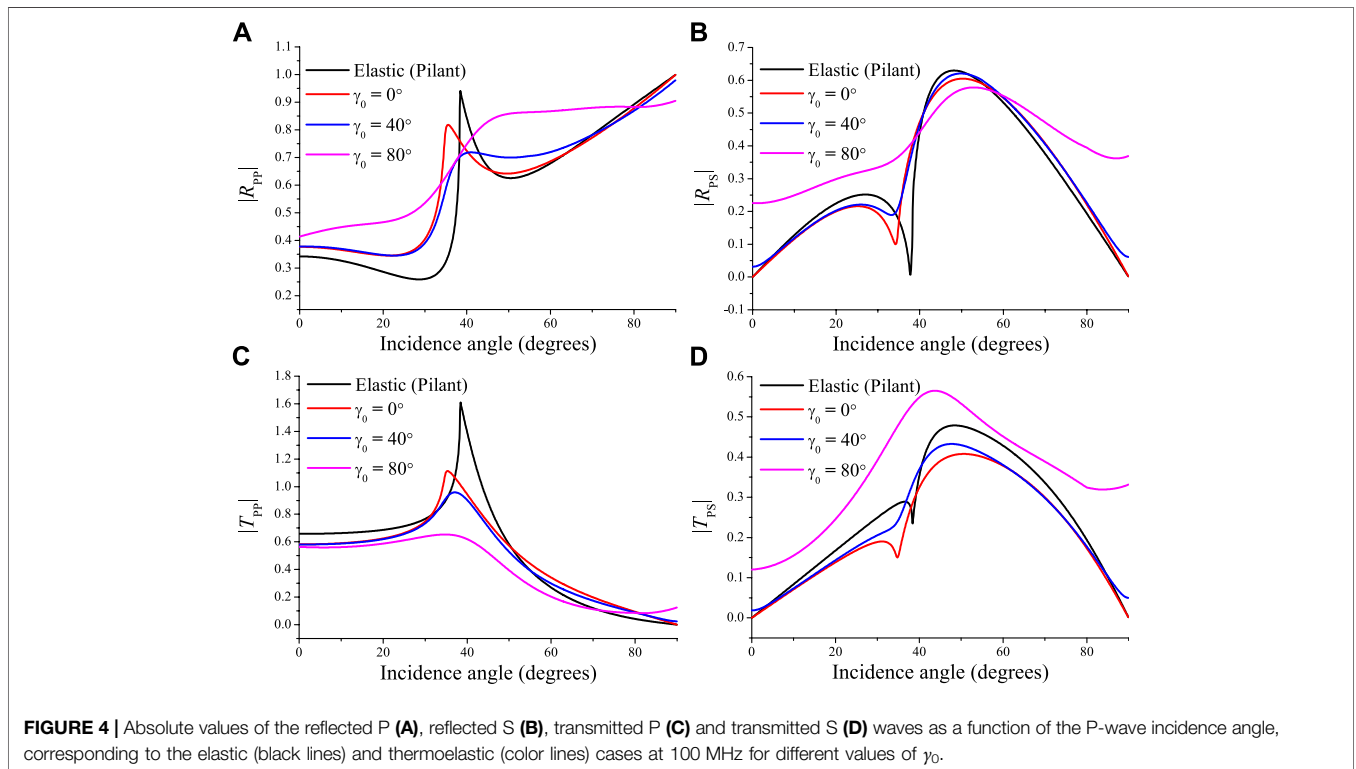 A
1.1
1.0
0.9
0.8
0.7
0.6
0.5
0.4
0.3
0.2
|R_PP|
Elastic (Pilant)
γ₀ = 0°
γ₀ = 40°
γ₀ = 80°
0 20 40 60 80
Incidence angle (degrees)
B
0.7
0.6
0.5
0.4
0.3
0.2
0.1
0.0
-0.1
|R_PS|
Elastic (Pilant)
γ₀ = 0°
γ₀ = 40°
γ₀ = 80°
0 20 40 60 80
Incidence angle (degrees)
C
1.8
1.6
1.4
1.2
1.0
0.8
0.6
0.4
0.2
0.0
|T_PP|
Elastic (Pilant)
γ₀ = 0°
γ₀ = 40°
γ₀ = 80°
0 20 40 60 80
Incidence angle (degrees)
D
0.6
0.5
0.4
0.3
0.2
0.1
0.0
|T_PS|
Elastic (Pilant)
γ₀ = 0°
γ₀ = 40°
γ₀ = 80°
0 20 40 60 80
Incidence angle (degrees)
FIGURE 4 | Absolute values of the reflected P (A), reflected S (B), transmitted P (C) and transmitted S (D) waves as a function of the P-wave incidence angle,
corresponding to the elastic (black lines) and thermoelastic (color lines) cases at 100 MHz for different values of γ₀.